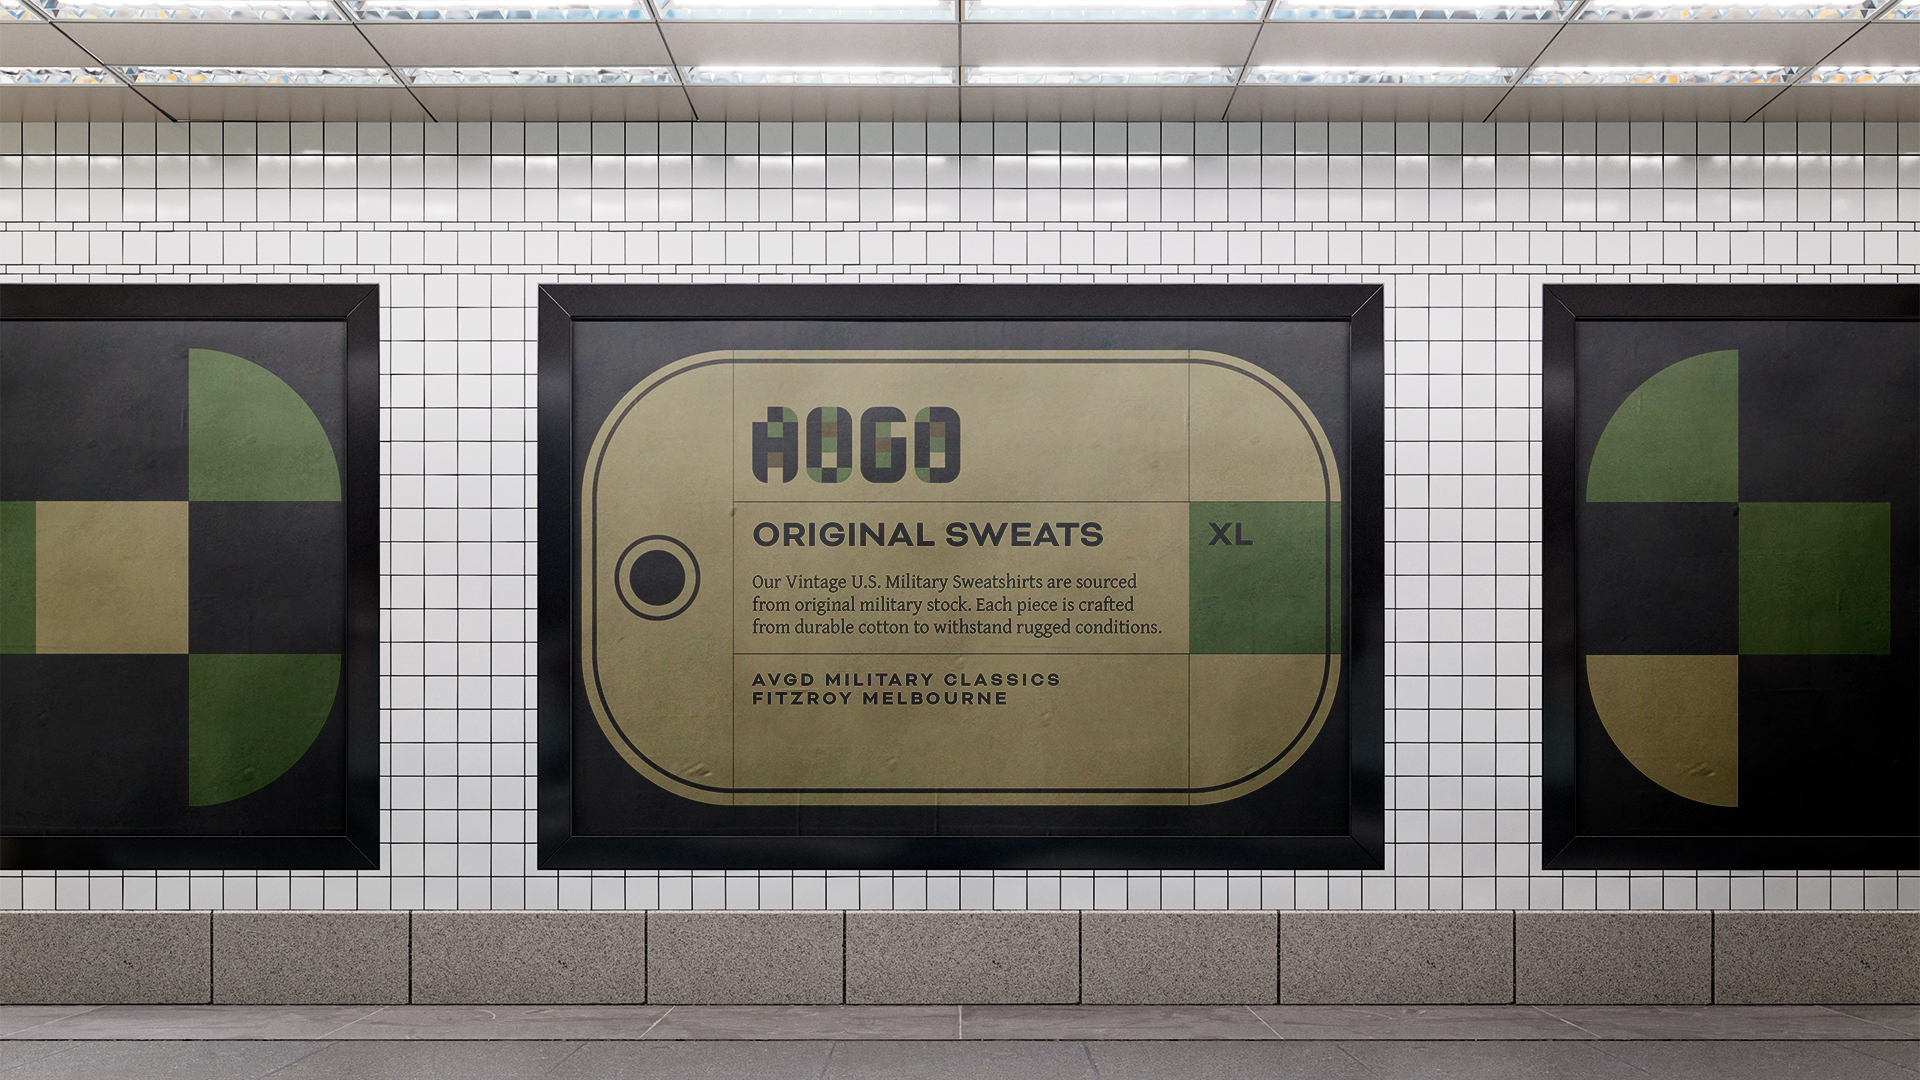 AVGD
ORIGINAL SWEATS
XL
Our Vintage U.S. Military Sweatshirts are sourced
from original military stock. Each piece is crafted
from durable cotton to withstand rugged conditions.
AVGD MILITARY CLASSICS
FITZROY MELBOURNE